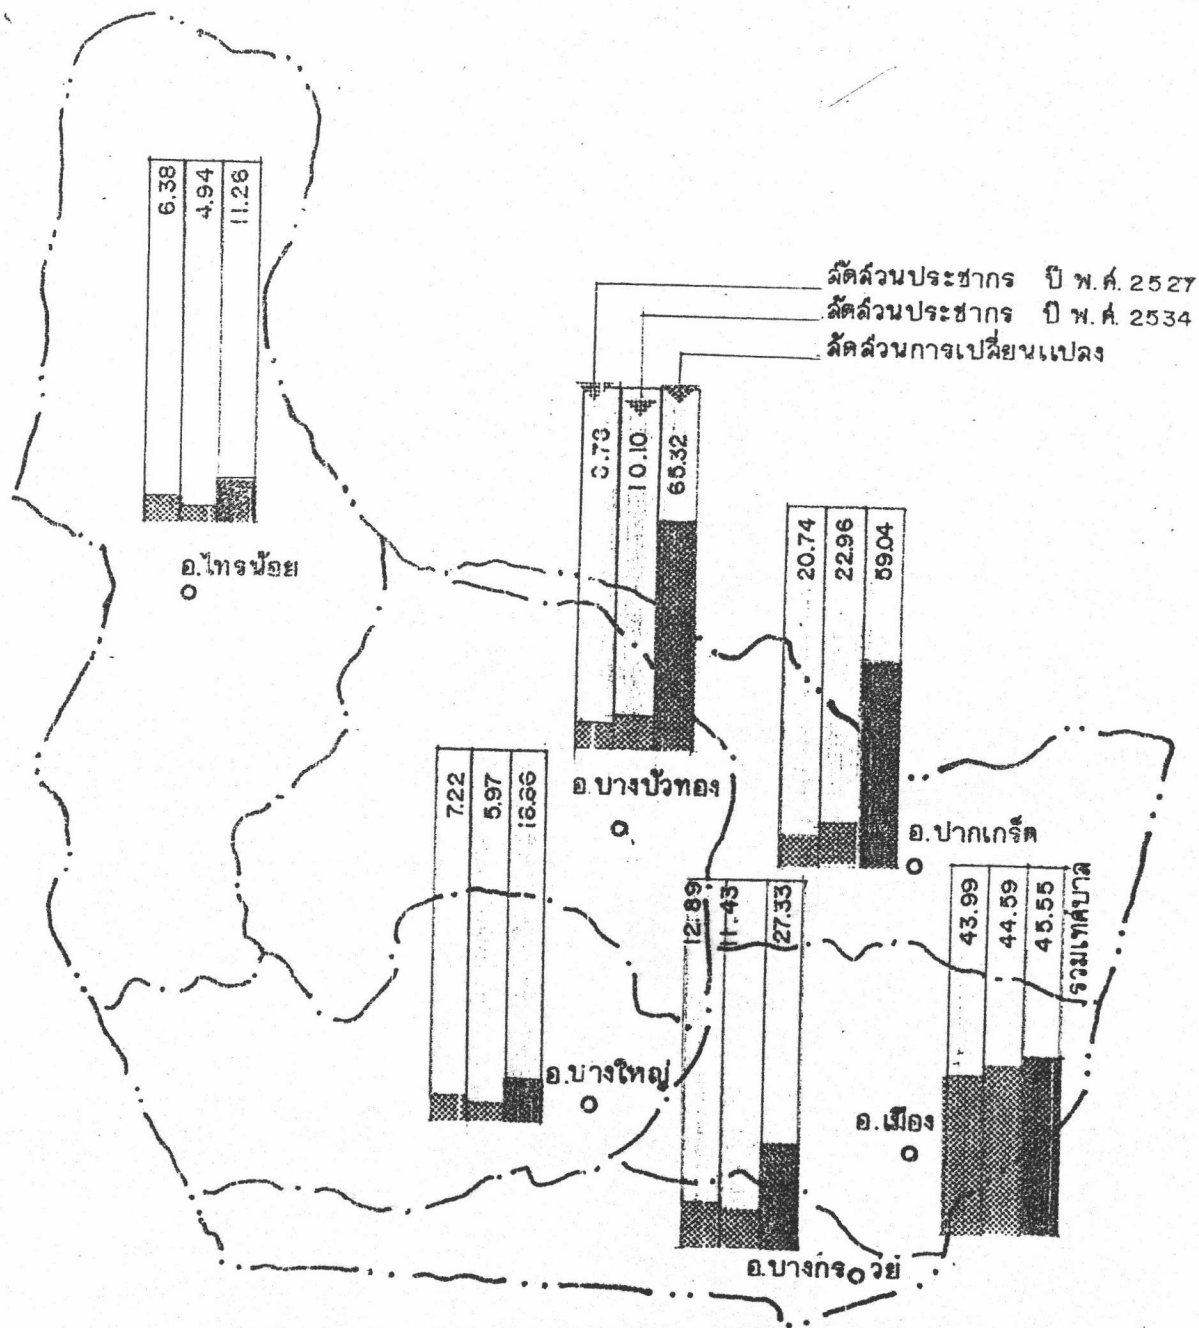 6.38
4.94
11.26
สัดส่วนประชากร ปี พ.ศ. 2527
สัดส่วนประชากร ปี พ.ศ. 2534
สัดส่วนการเปลี่ยนแปลง
10.10
65.32
20.74
22.96
59.04
อ.ไทรน้อย
7.22
5.97
อ.บางบัวทอง
อ.ปากเกร็ด
12.89
11.43
27.33
43.99
44.59
45.55
รวมเทศบาล
อ.บางใหญ่
อ.เมือง
อ.บางกรวย